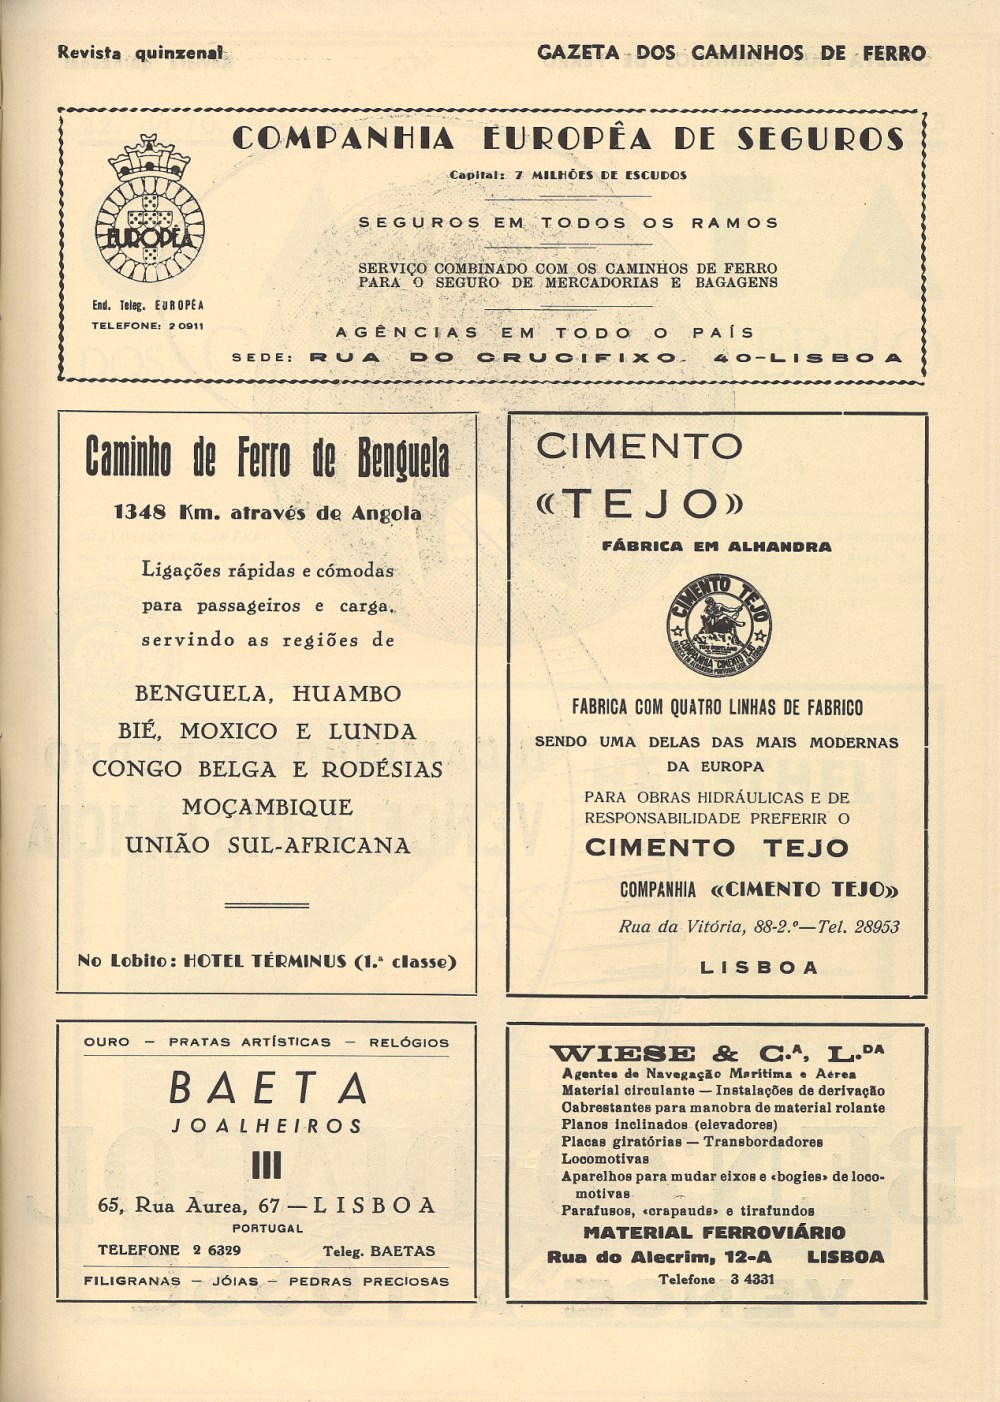 Revista quinzenal
GAZETA DOS CAMINHOS DE FERRO
COMPANHIA EUROPÊA DE SEGUROS
Capital: 7 MILHÕES DE ESCUDOS
SEGUROS EM TODOS OS RAMOS
SERVIÇO COMBINADO COM OS CAMINHOS DE FERRO
PARA O SEGURO DE MERCADORIAS E BAGAGENS
AGÊNCIAS EM TODO O PAÍS
SEDE: RUA DO CRUCIFIXO. 40-LISBOA
EUROPÊA
End. Teleg. EUROPÊA
TELEFONE: 2 0911
Caminho de Ferro de Benguela
1348 Km. através de Angola
Ligações rápidas e cómodas
para passageiros e carga,
servindo as regiões de
BENGUELA, HUAMBO
BIÉ, MOXICO E LUNDA
CONGO BELGA E RODÉSIAS
MOÇAMBIQUE
UNIÃO SUL-AFRICANA
No Lobito: HOTEL TÉRMINUS (1.ª classe)
CIMENTO
«TEJO»
FÁBRICA EM ALHANDRA
CIMENTO TEJO
FABRICA COM QUATRO LINHAS DE FABRICO
SENDO UMA DELAS DAS MAIS MODERNAS
DA EUROPA
PARA OBRAS HIDRÁULICAS E DE
RESPONSABILIDADE PREFERIR O
CIMENTO TEJO
COMPANHIA «CIMENTO TEJO»
Rua da Vitória, 88-2.º—Tel. 28953
LISBOA
OURO — PRATAS ARTÍSTICAS — RELÓGIOS
BAETA
JOALHEIROS
65, Rua Aurea, 67 — LISBOA
PORTUGAL
TELEFONE 2 6329 Teleg. BAETAS
FILIGRANAS — JÓIAS — PEDRAS PRECIOSAS
WIESE & C.A, L.DA
Agentes de Navegação Marítima e Aérea
Material circulante — Instalações de derivação
Cabrestantes para manobra de material rolante
Planos inclinados (elevadores)
Placas giratórias — Transbordadores
Locomotivas
Aparelhos para mudar eixos e «bogies» de loco-
motivas
Parafusos, «crapauds» e tirafundos
MATERIAL FERROVIÁRIO
Rua do Alecrim, 12-A LISBOA
Telefone 3 4331